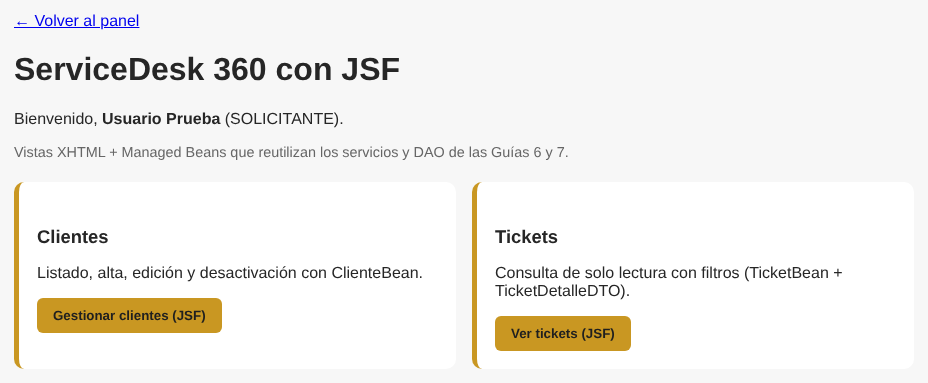 ← Volver al panel
ServiceDesk 360 con JSF
Bienvenido, Usuario Prueba (SOLICITANTE).
Vistas XHTML + Managed Beans que reutilizan los servicios y DAO de las Guías 6 y 7.
Clientes
Listado, alta, edición y desactivación con ClienteBean.
Gestionar clientes (JSF)
Tickets
Consulta de solo lectura con filtros (TicketBean +
TicketDetalleDTO).
Ver tickets (JSF)